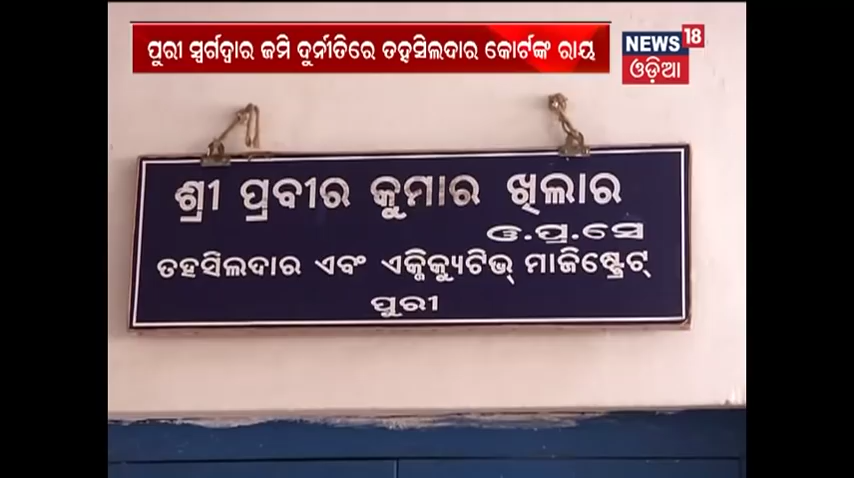 ପୁରୀ ସ୍ୱର୍ଗଦ୍ୱାର ଜମି ଦୁର୍ନୀତିରେ ତହସିଲଦାର କୋର୍ଟଙ୍କ ରାୟ
NEWS 18
ଓଡ଼ିଆ
ଶ୍ରୀ ପ୍ରବୀର କୁମାର ଖିଲାର
ଓ.ପ୍ର.ସେ
ତହସିଲଦାର ଏବଂ ଏକ୍ଜିକ୍ୟୁଟିଭ୍ ମାଜିଷ୍ଟ୍ରେଟ୍
ପୁରୀ